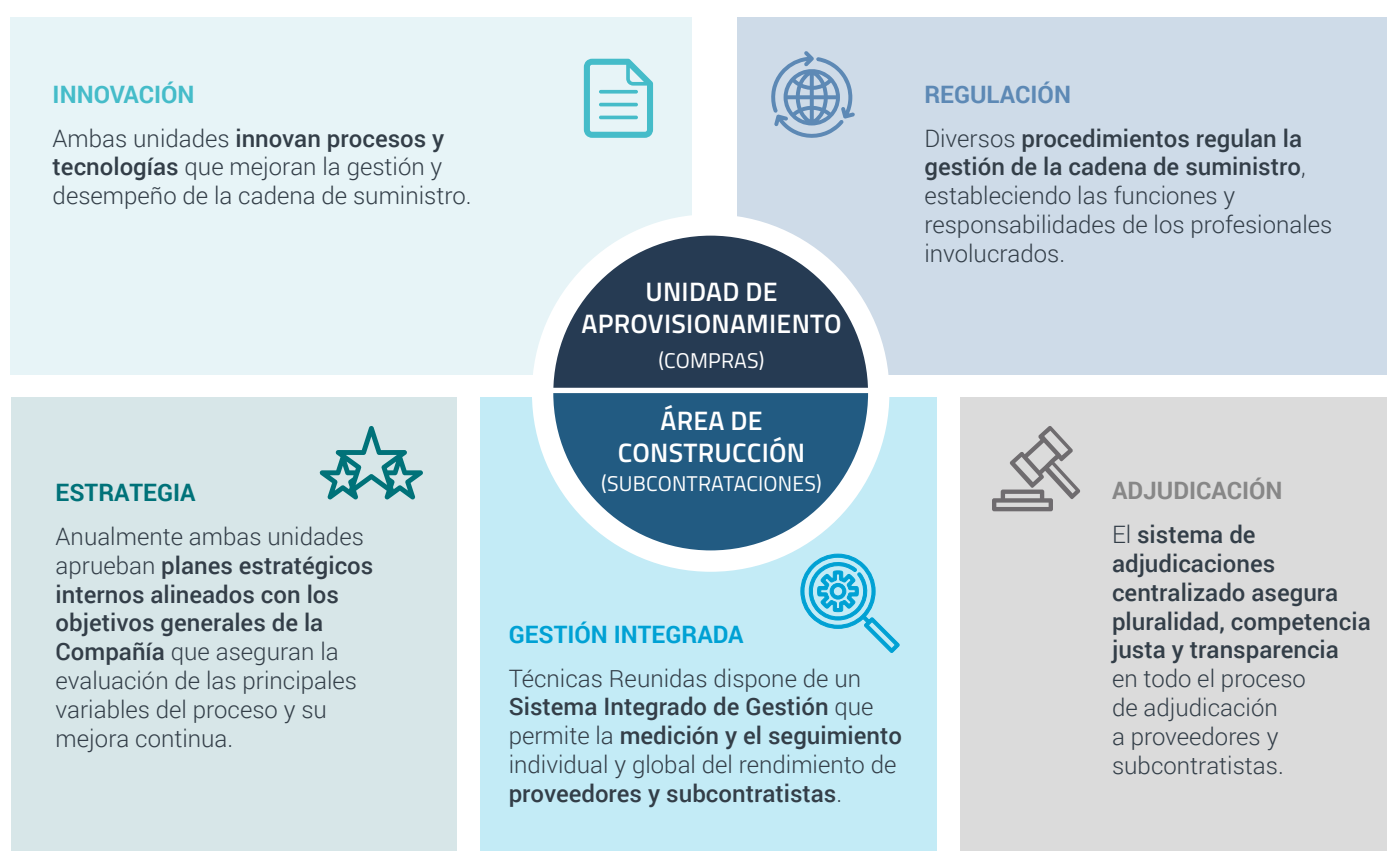 INNOVACIÓN
Ambas unidades innovan procesos y
tecnologías que mejoran la gestión y
desempeño de la cadena de suministro.
REGULACIÓN
Diversos procedimientos regulan la
gestión de la cadena de suministro,
estableciendo las funciones y
responsabilidades de los profesionales
involucrados.
UNIDAD DE
APROVISIONAMIENTO
(COMPRAS)
ÁREA DE
CONSTRUCCIÓN
(SUBCONTRATACIONES)
ESTRATEGIA
Anualmente ambas unidades
aprueban planes estratégicos
internos alineados con los
objetivos generales de la
Compañía que aseguran la
evaluación de las principales
variables del proceso y su
mejora continua.
GESTIÓN INTEGRADA
Técnicas Reunidas dispone de un
Sistema Integrado de Gestión que
permite la medición y el seguimiento
individual y global del rendimiento de
proveedores y subcontratistas.
ADJUDICACIÓN
El sistema de
adjudicaciones
centralizado asegura
pluralidad, competencia
justa y transparencia
en todo el proceso
de adjudicación
a proveedores y
subcontratistas.